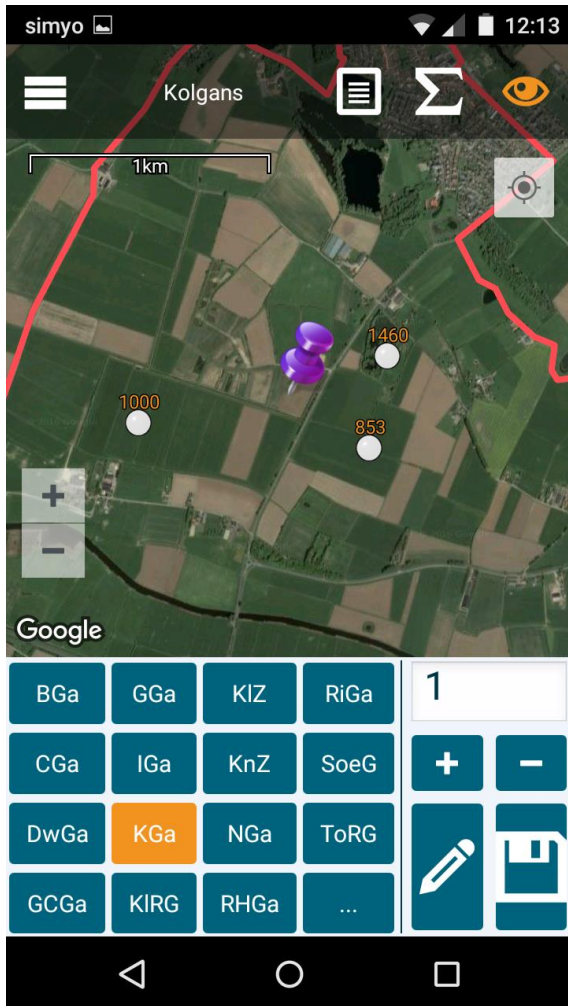 simyo 12:13
Kolgans
1km
1460
1000
853
Google
BGa GGa KlZ RiGa 1
CGa IGa KnZ SoeG + −
DwGa KGa NGa ToRG
GCGa KlRG RHGa ...